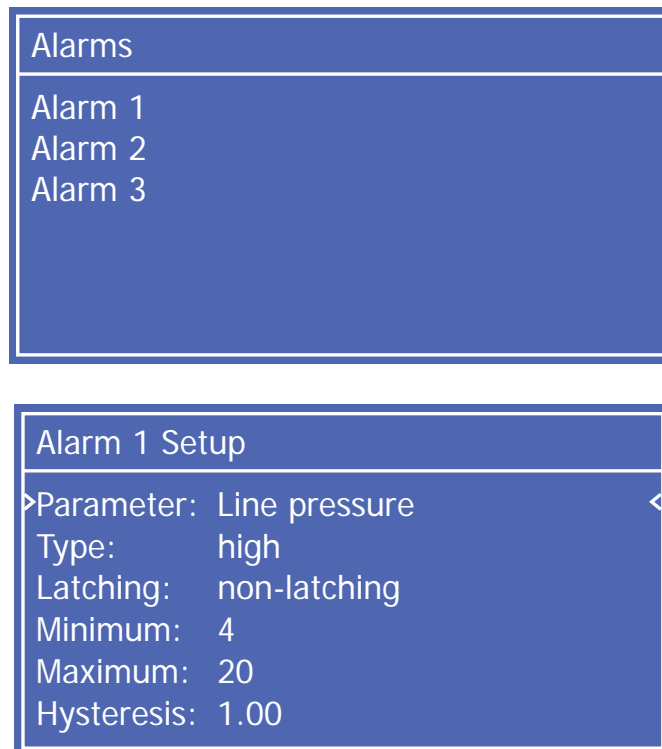 Alarms
Alarm 1
Alarm 2
Alarm 3
Alarm 1 Setup
>Parameter: Line pressure <
Type: high
Latching: non-latching
Minimum: 4
Maximum: 20
Hysteresis: 1.00